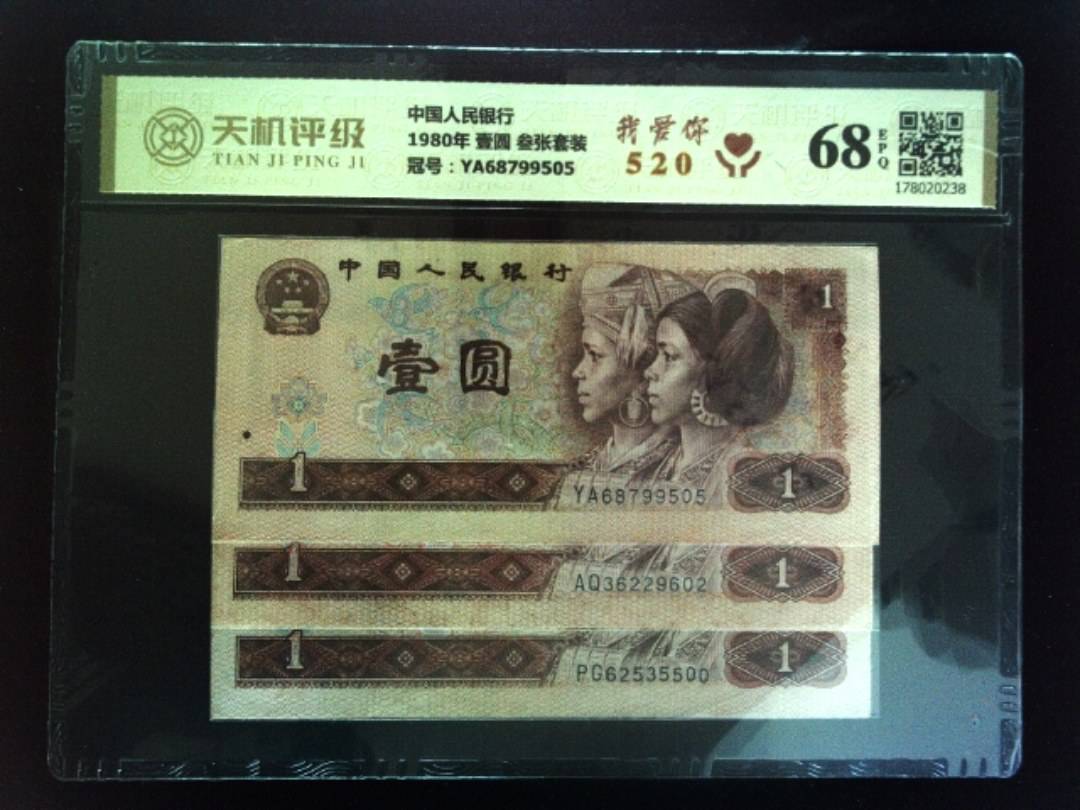 天机评级
TIAN JI PING JI
中国人民银行
1980年 壹圆 叁张套装
冠号：YA68799505
我爱你
520
68
EPQ
178020238
中国人民银行
1
壹圆
1
YA68799505
1
1
AQ36229602
1
1
PG62535500
1